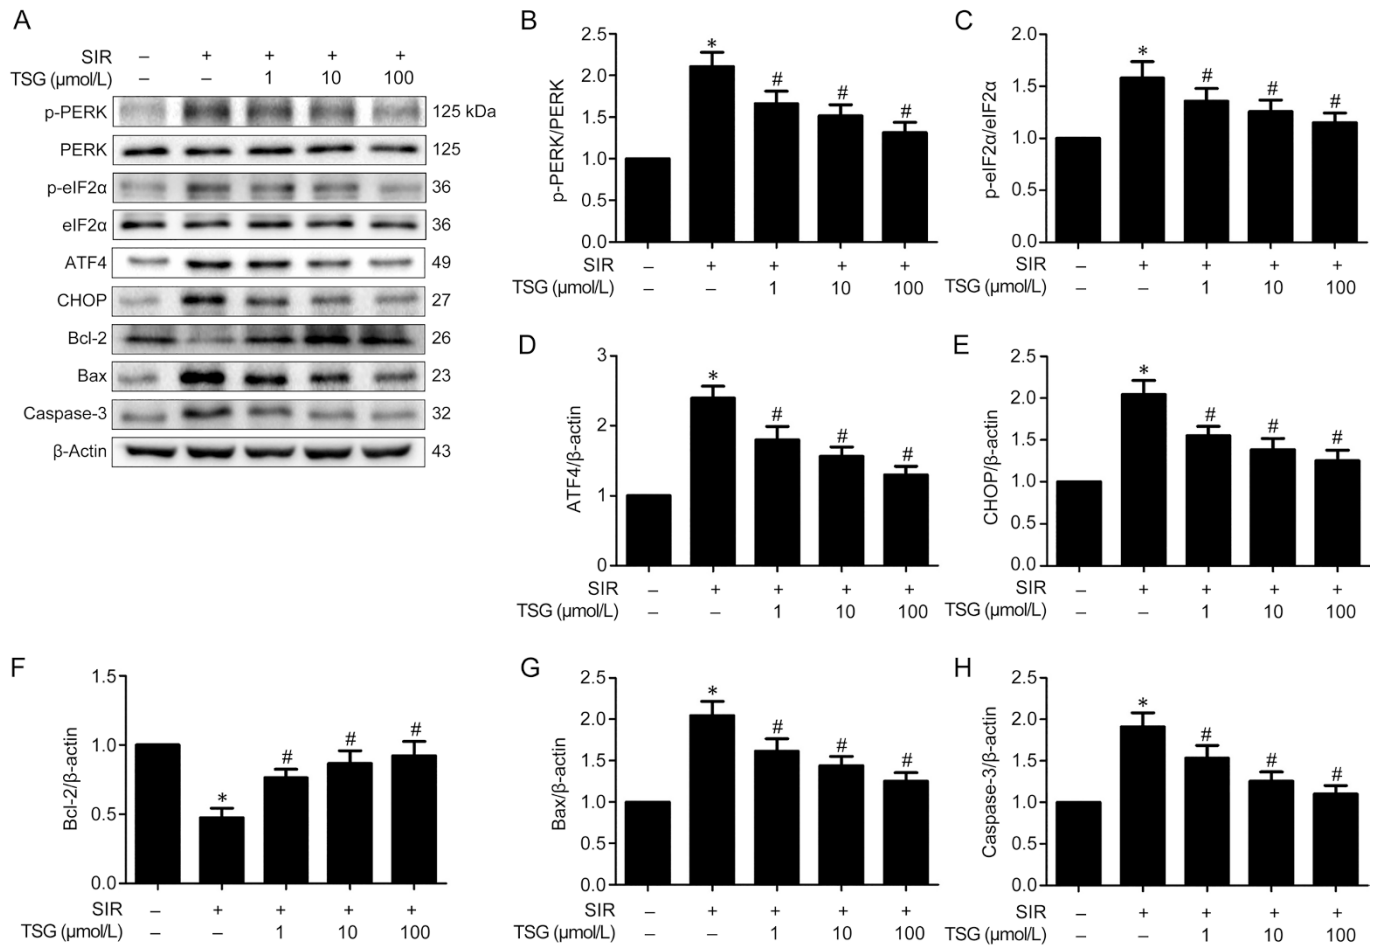 A
SIR – + + + +
TSG (μmol/L) – – 1 10 100
p-PERK 125 kDa
PERK 125
p-eIF2α 36
eIF2α 36
ATF4 49
CHOP 27
Bcl-2 26
Bax 23
Caspase-3 32
β-Actin 43
B
p-PERK/PERK
2.5
2.0
1.5
1.0
0.5
0.0
* # # #
SIR – + + + +
TSG (μmol/L) – – 1 10 100
C
p-eIF2α/eIF2α
2.0
1.5
1.0
0.5
0.0
* # # #
SIR – + + + +
TSG (μmol/L) – – 1 10 100
D
ATF4/β-actin
3
2
1
0
* # # #
SIR – + + + +
TSG (μmol/L) – – 1 10 100
E
CHOP/β-actin
2.5
2.0
1.5
1.0
0.5
0.0
* # # #
SIR – + + + +
TSG (μmol/L) – – 1 10 100
F
Bcl-2/β-actin
1.5
1.0
0.5
0.0
* # # #
SIR – + + + +
TSG (μmol/L) – – 1 10 100
G
Bax/β-actin
2.5
2.0
1.5
1.0
0.5
0.0
* # # #
SIR – + + + +
TSG (μmol/L) – – 1 10 100
H
Caspase-3/β-actin
2.5
2.0
1.5
1.0
0.5
0.0
* # # #
SIR – + + + +
TSG (μmol/L) – – 1 10 100